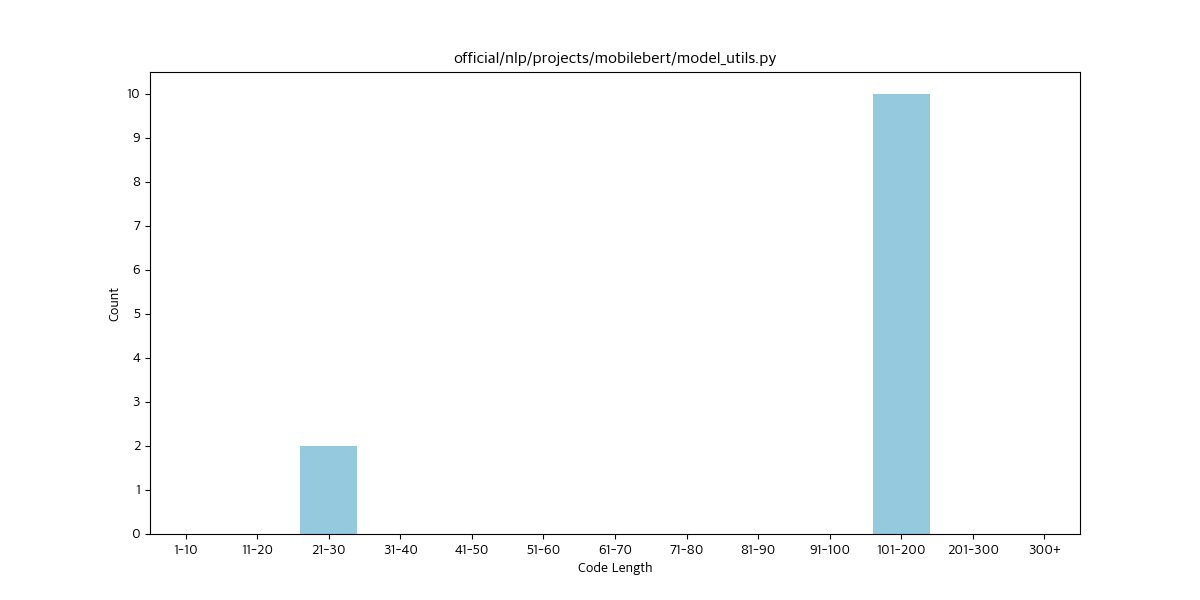 official/nlp/projects/mobilebert/model_utils.py
Count
10
9
8
7
6
5
4
3
2
1
0
1-10 11-20 21-30 31-40 41-50 51-60 61-70 71-80 81-90 91-100 101-200 201-300 300+
Code Length